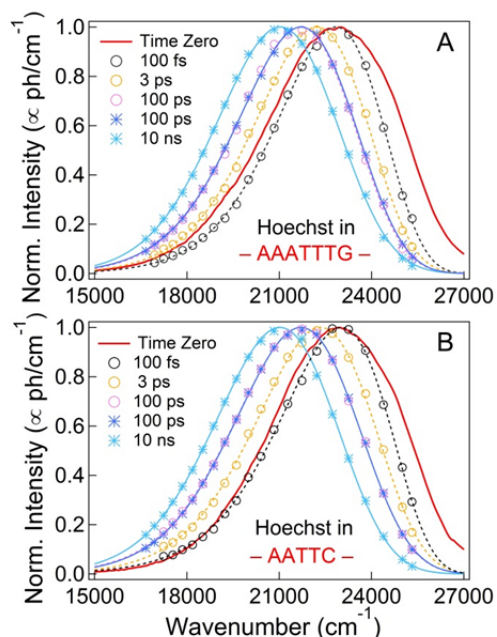 Norm. Intensity (∝ ph/cm⁻¹)
1.0
0.8
0.6
0.4
0.2
0.0
A
Time Zero
100 fs
3 ps
100 ps
100 ps
10 ns
Hoechst in
– AAATTTG –
15000 18000 21000 24000 27000
Norm. Intensity (∝ ph/cm⁻¹)
1.0
0.8
0.6
0.4
0.2
0.0
B
Time Zero
100 fs
3 ps
100 ps
100 ps
10 ns
Hoechst in
– AATTC –
15000 18000 21000 24000 27000
Wavenumber (cm⁻¹)